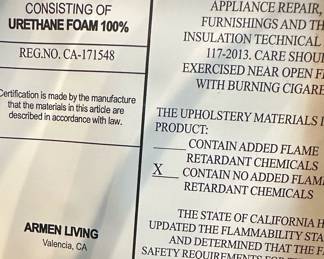 CONSISTING OF
URETHANE FOAM 100%
REG.NO. CA-171548
Certification is made by the manufacture
that the materials in this article are
described in accordance with law.
ARMEN LIVING
Valencia, CA
APPLIANCE REPAIR,
FURNISHINGS AND TH
INSULATION TECHNICAL
117-2013. CARE SHOU
EXERCISED NEAR OPEN F
WITH BURNING CIGARE
THE UPHOLSTERY MATERIALS I
PRODUCT:
CONTAIN ADDED FLAME
RETARDANT CHEMICALS
X CONTAIN NO ADDED FLAM
RETARDANT CHEMICALS
THE STATE OF CALIFORNIA H
UPDATED THE FLAMMABILITY STA
AND DETERMINED THAT THE F
SAFETY REQUIREMENTS FOR